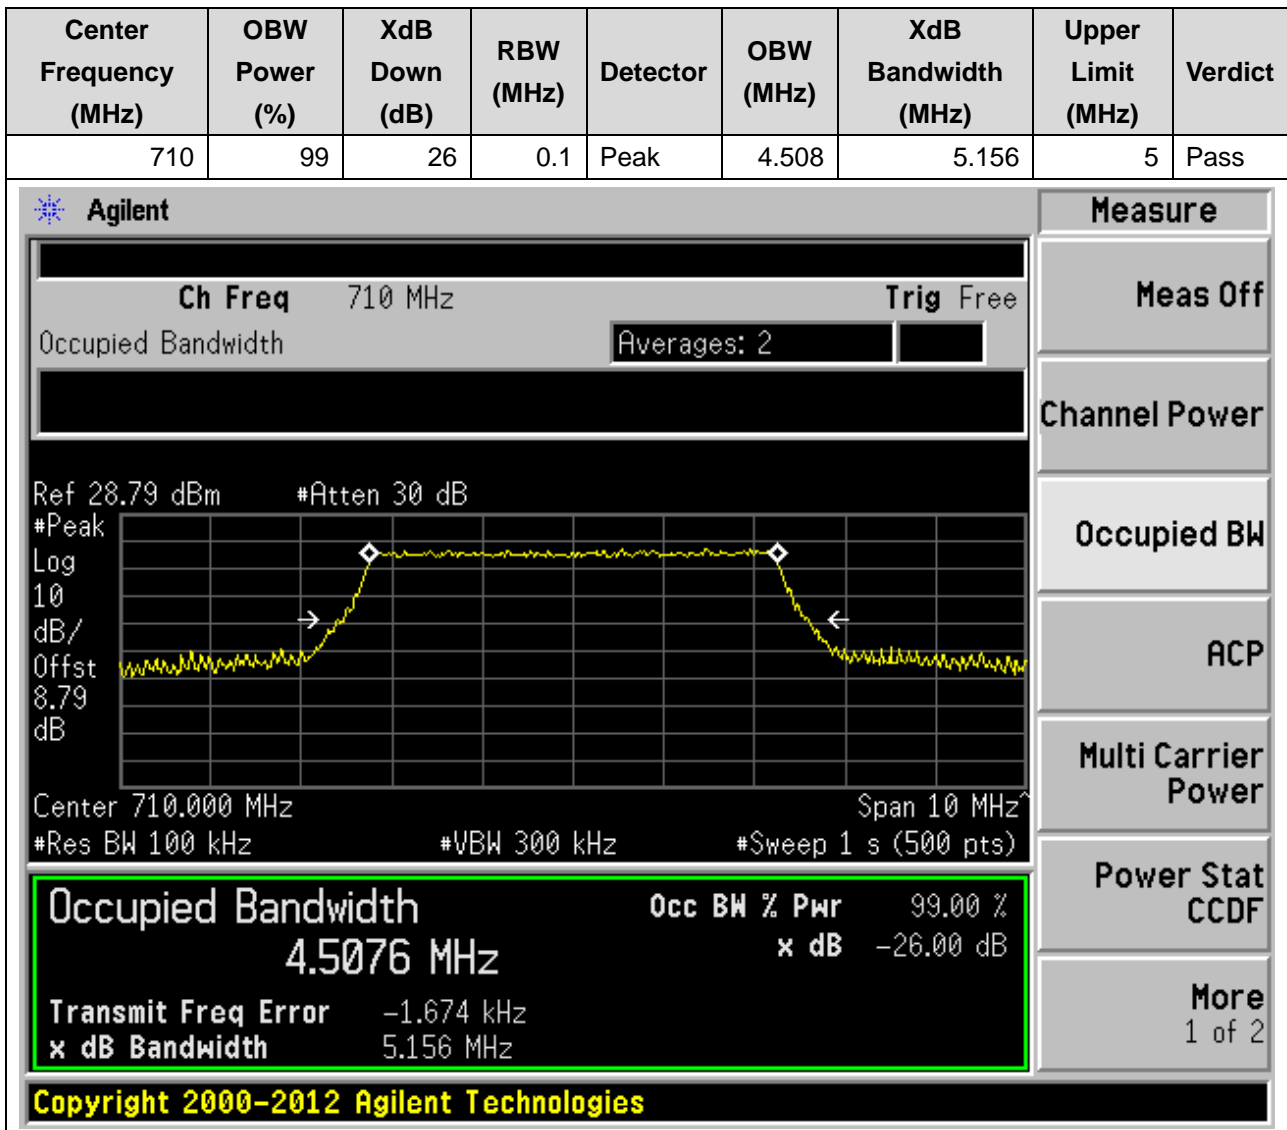 Center Frequency (MHz) OBW Power (%) XdB Down (dB) RBW (MHz) Detector OBW (MHz) XdB Bandwidth (MHz) Upper Limit (MHz) Verdict
710 99 26 0.1 Peak 4.508 5.156 5 Pass
Agilent
Measure
Ch Freq 710 MHz Trig Free
Meas Off
Occupied Bandwidth Averages: 2
Channel Power
Ref 28.79 dBm #Atten 30 dB
#Peak
Log
10
dB/
Offst
8.79
dB
Occupied BW
ACP
Multi Carrier
Power
Center 710.000 MHz Span 10 MHz^
#Res BW 100 kHz #VBW 300 kHz #Sweep 1 s (500 pts)
Power Stat
CCDF
Occupied Bandwidth Occ BW % Pwr 99.00 %
4.5076 MHz x dB -26.00 dB
Transmit Freq Error -1.674 kHz
x dB Bandwidth 5.156 MHz
More
1 of 2
Copyright 2000-2012 Agilent Technologies